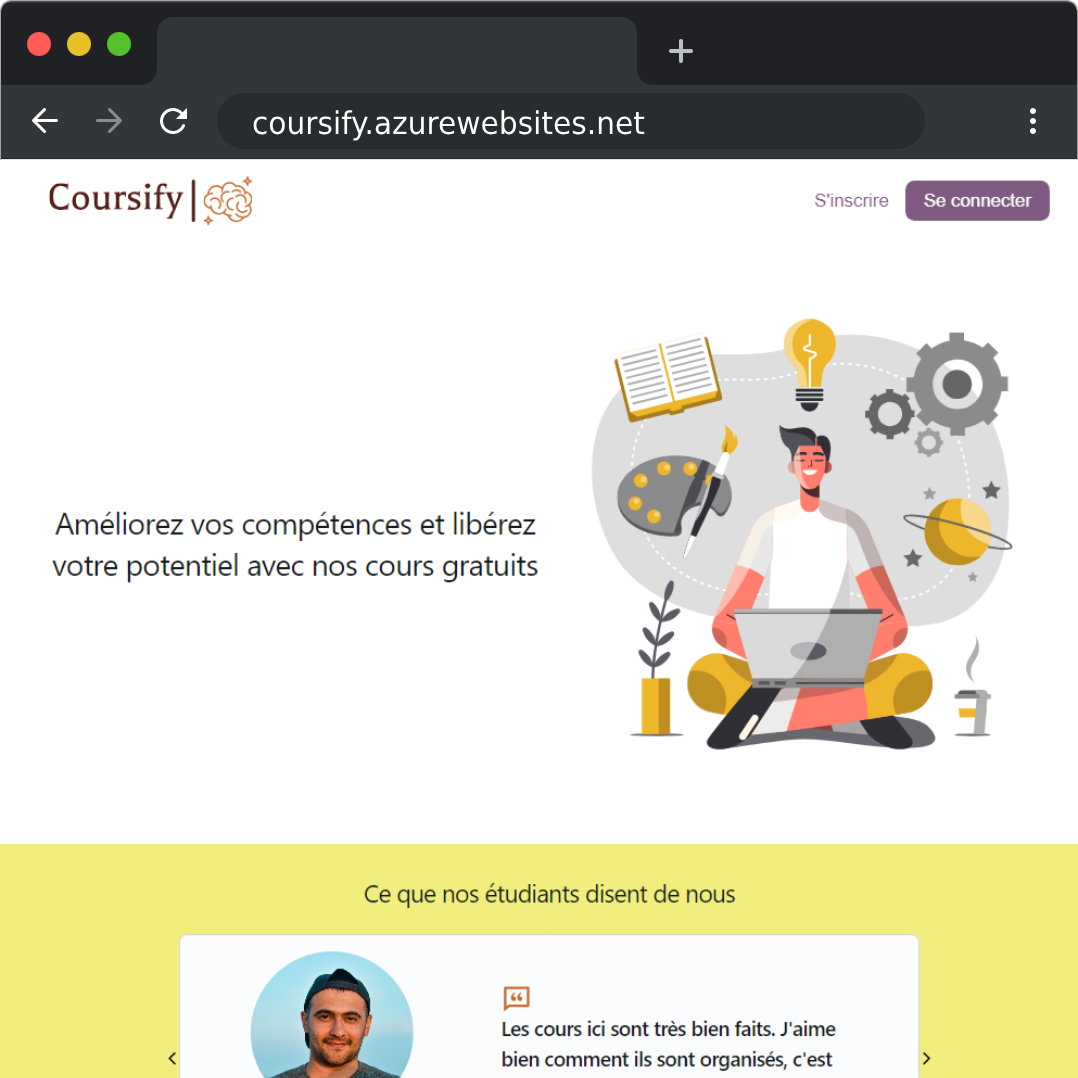 coursify.azurewebsites.net
Coursify
S'inscrire
Se connecter
Améliorez vos compétences et libérez
votre potentiel avec nos cours gratuits
Ce que nos étudiants disent de nous
Les cours ici sont très bien faits. J'aime
bien comment ils sont organisés, c'est